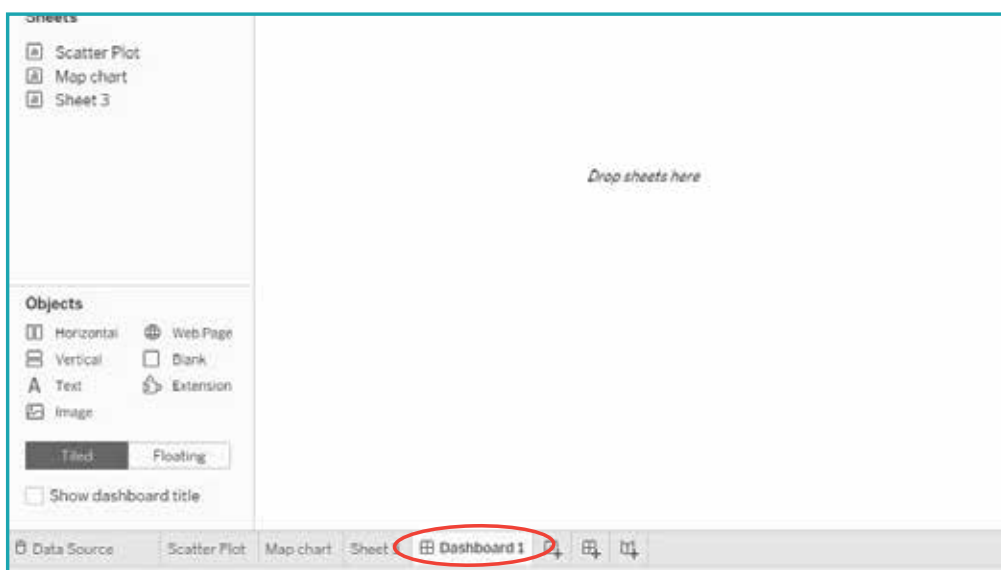 Sheets
Scatter Plot
Map chart
Sheet 3
Drop sheets here
Objects
Horizontal
Web Page
Vertical
Blank
Text
Extension
Image
Tiled
Floating
Show dashboard title
Data Source
Scatter Plot
Map chart
Sheet
Dashboard 1